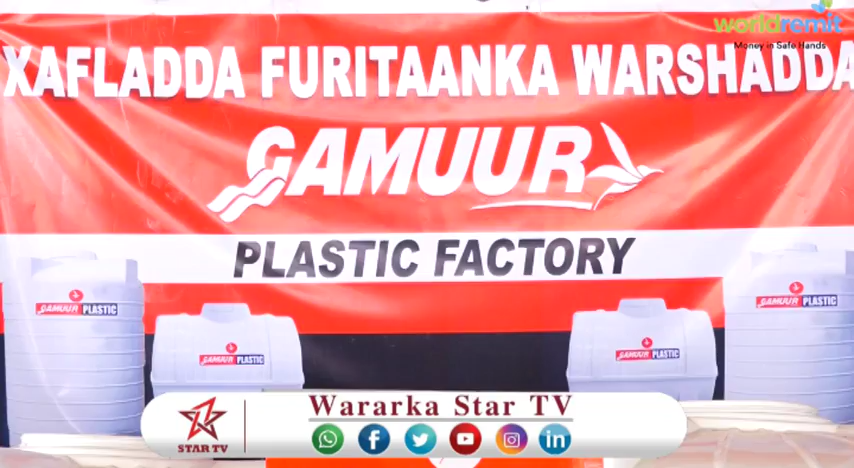 worldremit
Money in Safe Hands
XAFLADDA FURITAANKA WARSHADDA
GAMUUR
PLASTIC FACTORY
GAMUUR PLASTIC
GAMUUR PLASTIC
GAMUUR PLASTIC
GAMUUR PLASTIC
Wararka Star TV
STAR TV